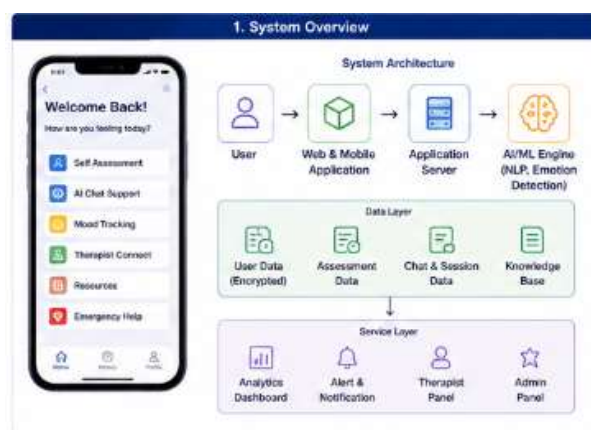 1. System Overview
Welcome Back!
How are you feeling today?
Self Assessment
AI Chat Support
Mood Tracking
Therapist Connect
Resources
Emergency Help
Home
Profile
System Architecture
User
Web & Mobile
Application
Application
Server
AI/ML Engine
(NLP, Emotion
Detection)
Data Layer
User Data
(Encrypted)
Assessment
Data
Chat & Session
Data
Knowledge
Base
Service Layer
Analytics
Dashboard
Alert &
Notification
Therapist
Panel
Admin
Panel